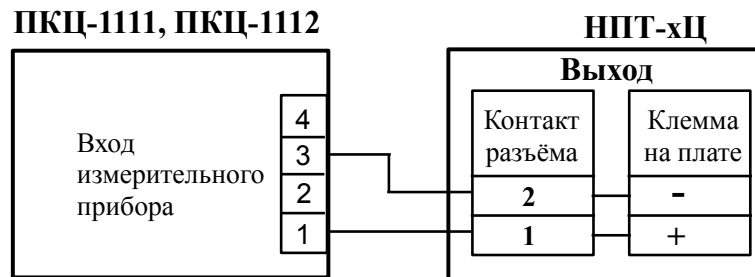 ПКЦ-1111, ПКЦ-1112
Вход
измерительного
прибора
4
3
2
1
НПТ-хЦ
Выход
Контакт
разъёма
2
1
Клемма
на плате
-
+